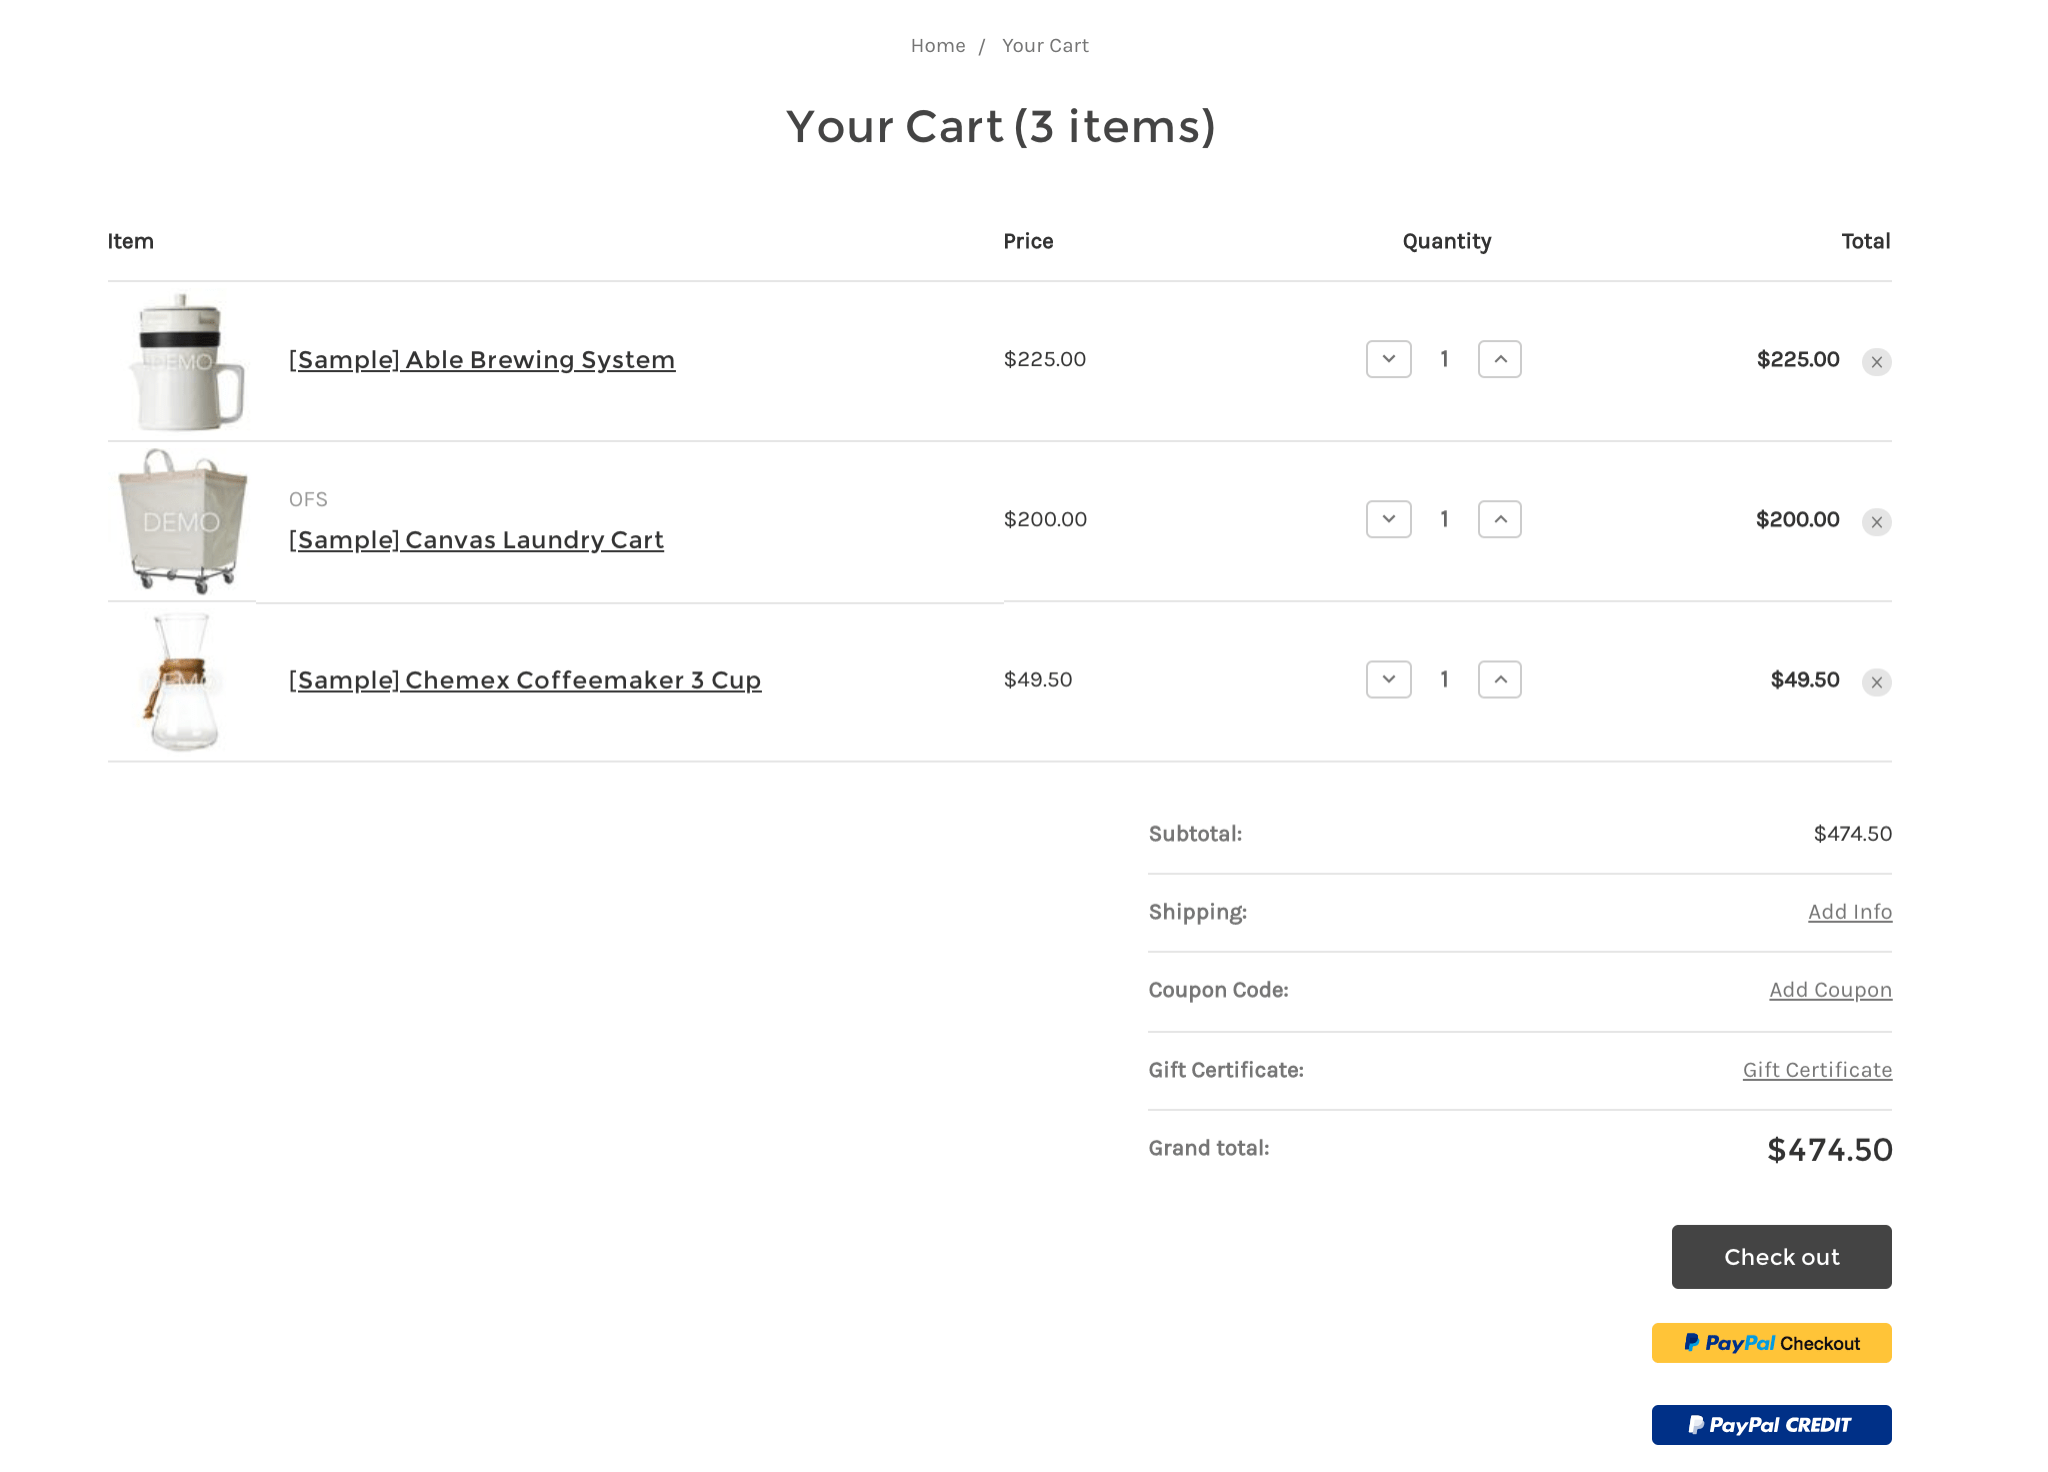 Home / Your Cart
Your Cart (3 items)
Item Price Quantity Total
DEMO
[Sample] Able Brewing System $225.00 1 $225.00
OFS
DEMO
[Sample] Canvas Laundry Cart $200.00 1 $200.00
DEMO
[Sample] Chemex Coffeemaker 3 Cup $49.50 1 $49.50
Subtotal: $474.50
Shipping: Add Info
Coupon Code: Add Coupon
Gift Certificate: Gift Certificate
Grand total: $474.50
Check out
PayPal Checkout
PayPal CREDIT